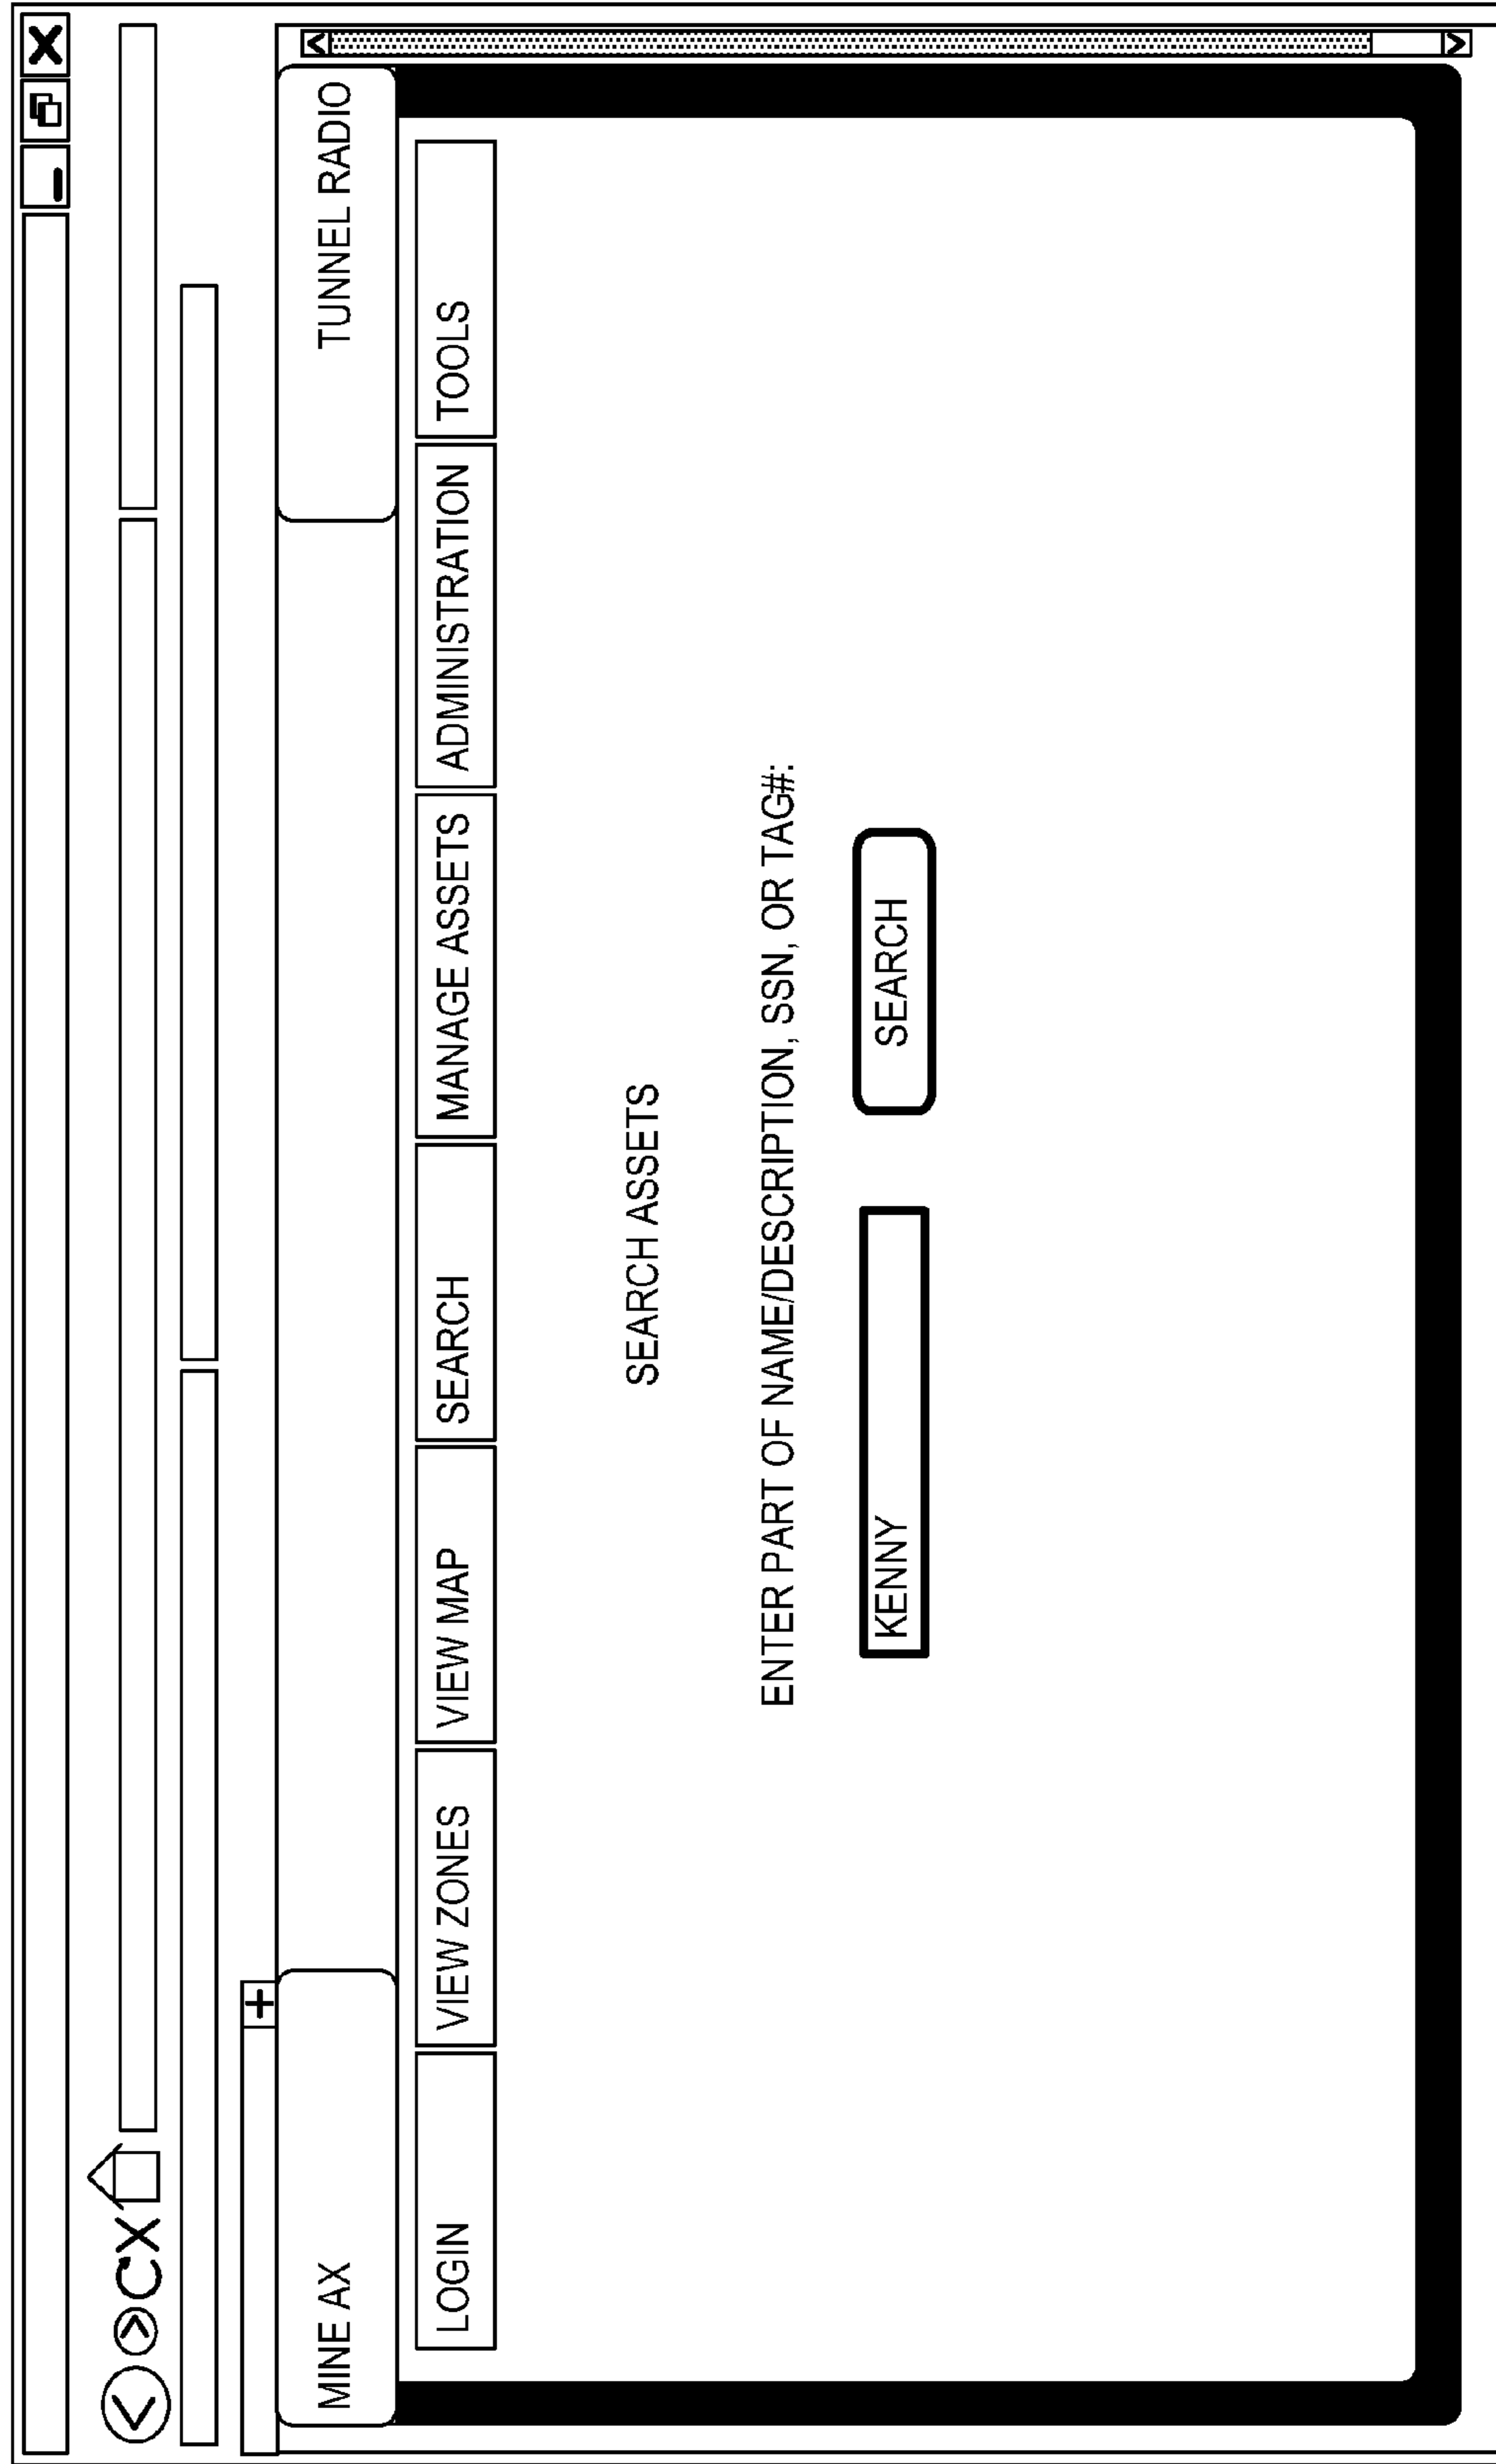 MINE AX TUNNEL RADIO
LOGIN VIEW ZONES VIEW MAP SEARCH MANAGE ASSETS ADMINISTRATION TOOLS
SEARCH ASSETS
ENTER PART OF NAME/DESCRIPTION, SSN, OR TAG#:
KENNY SEARCH